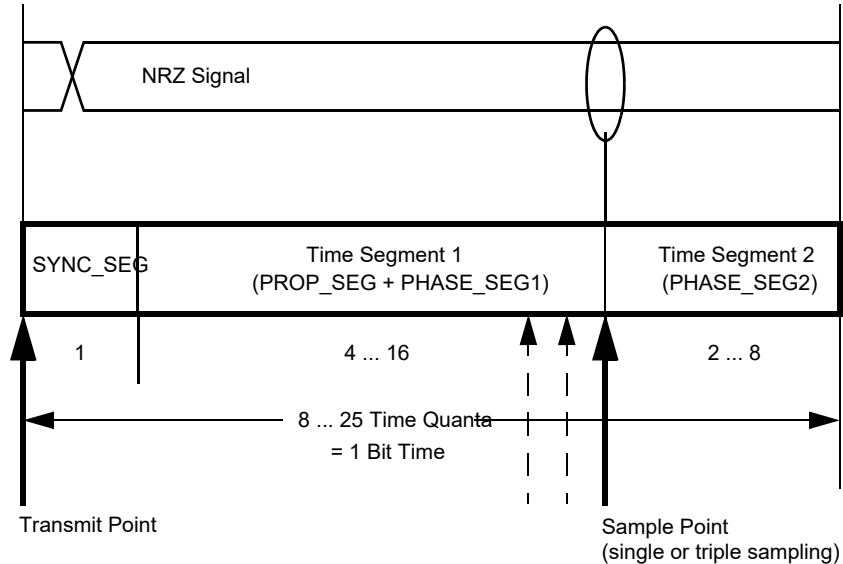 NRZ Signal
SYNC_SEG
Time Segment 1
(PROP_SEG + PHASE_SEG1)
Time Segment 2
(PHASE_SEG2)
1
4 ... 16
2 ... 8
8 ... 25 Time Quanta
= 1 Bit Time
Transmit Point
Sample Point
(single or triple sampling)